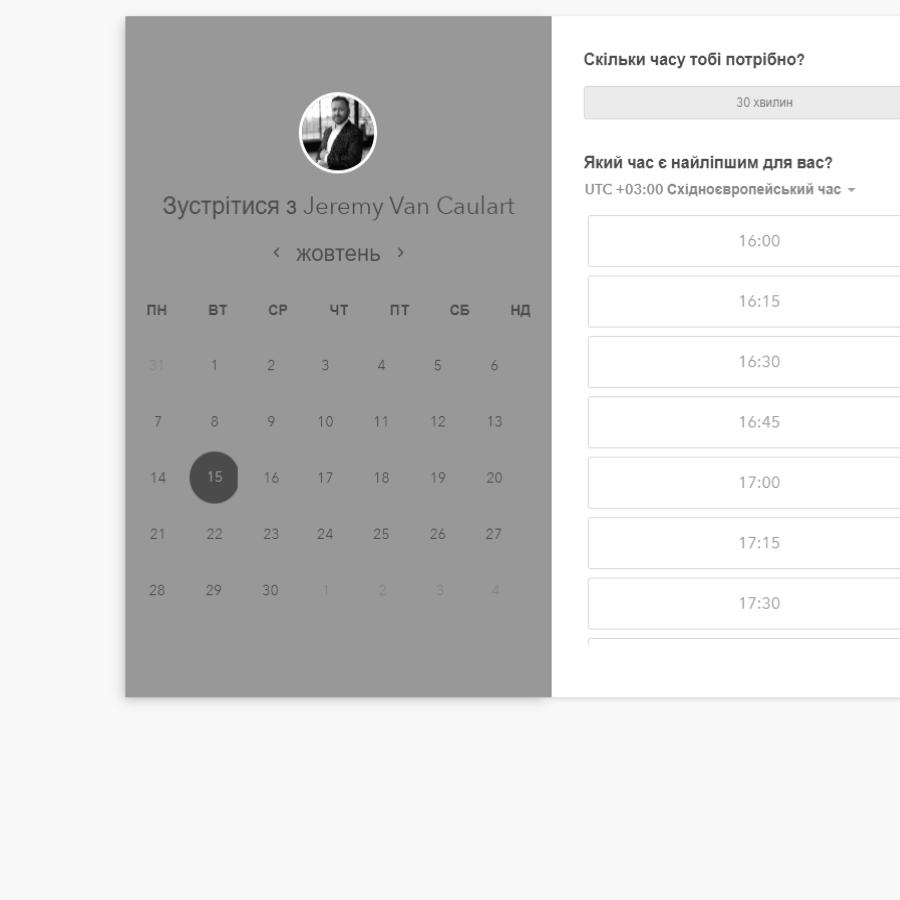 Зустрітися з Jeremy Van Caulart
‹ жовтень ›
ПН ВТ СР ЧТ ПТ СБ НД
31 1 2 3 4 5 6
7 8 9 10 11 12 13
14 15 16 17 18 19 20
21 22 23 24 25 26 27
28 29 30 1 2 3 4
Скільки часу тобі потрібно?
30 хвилин
Який час є найліпшим для вас?
UTC +03:00 Східноєвропейський час
16:00
16:15
16:30
16:45
17:00
17:15
17:30